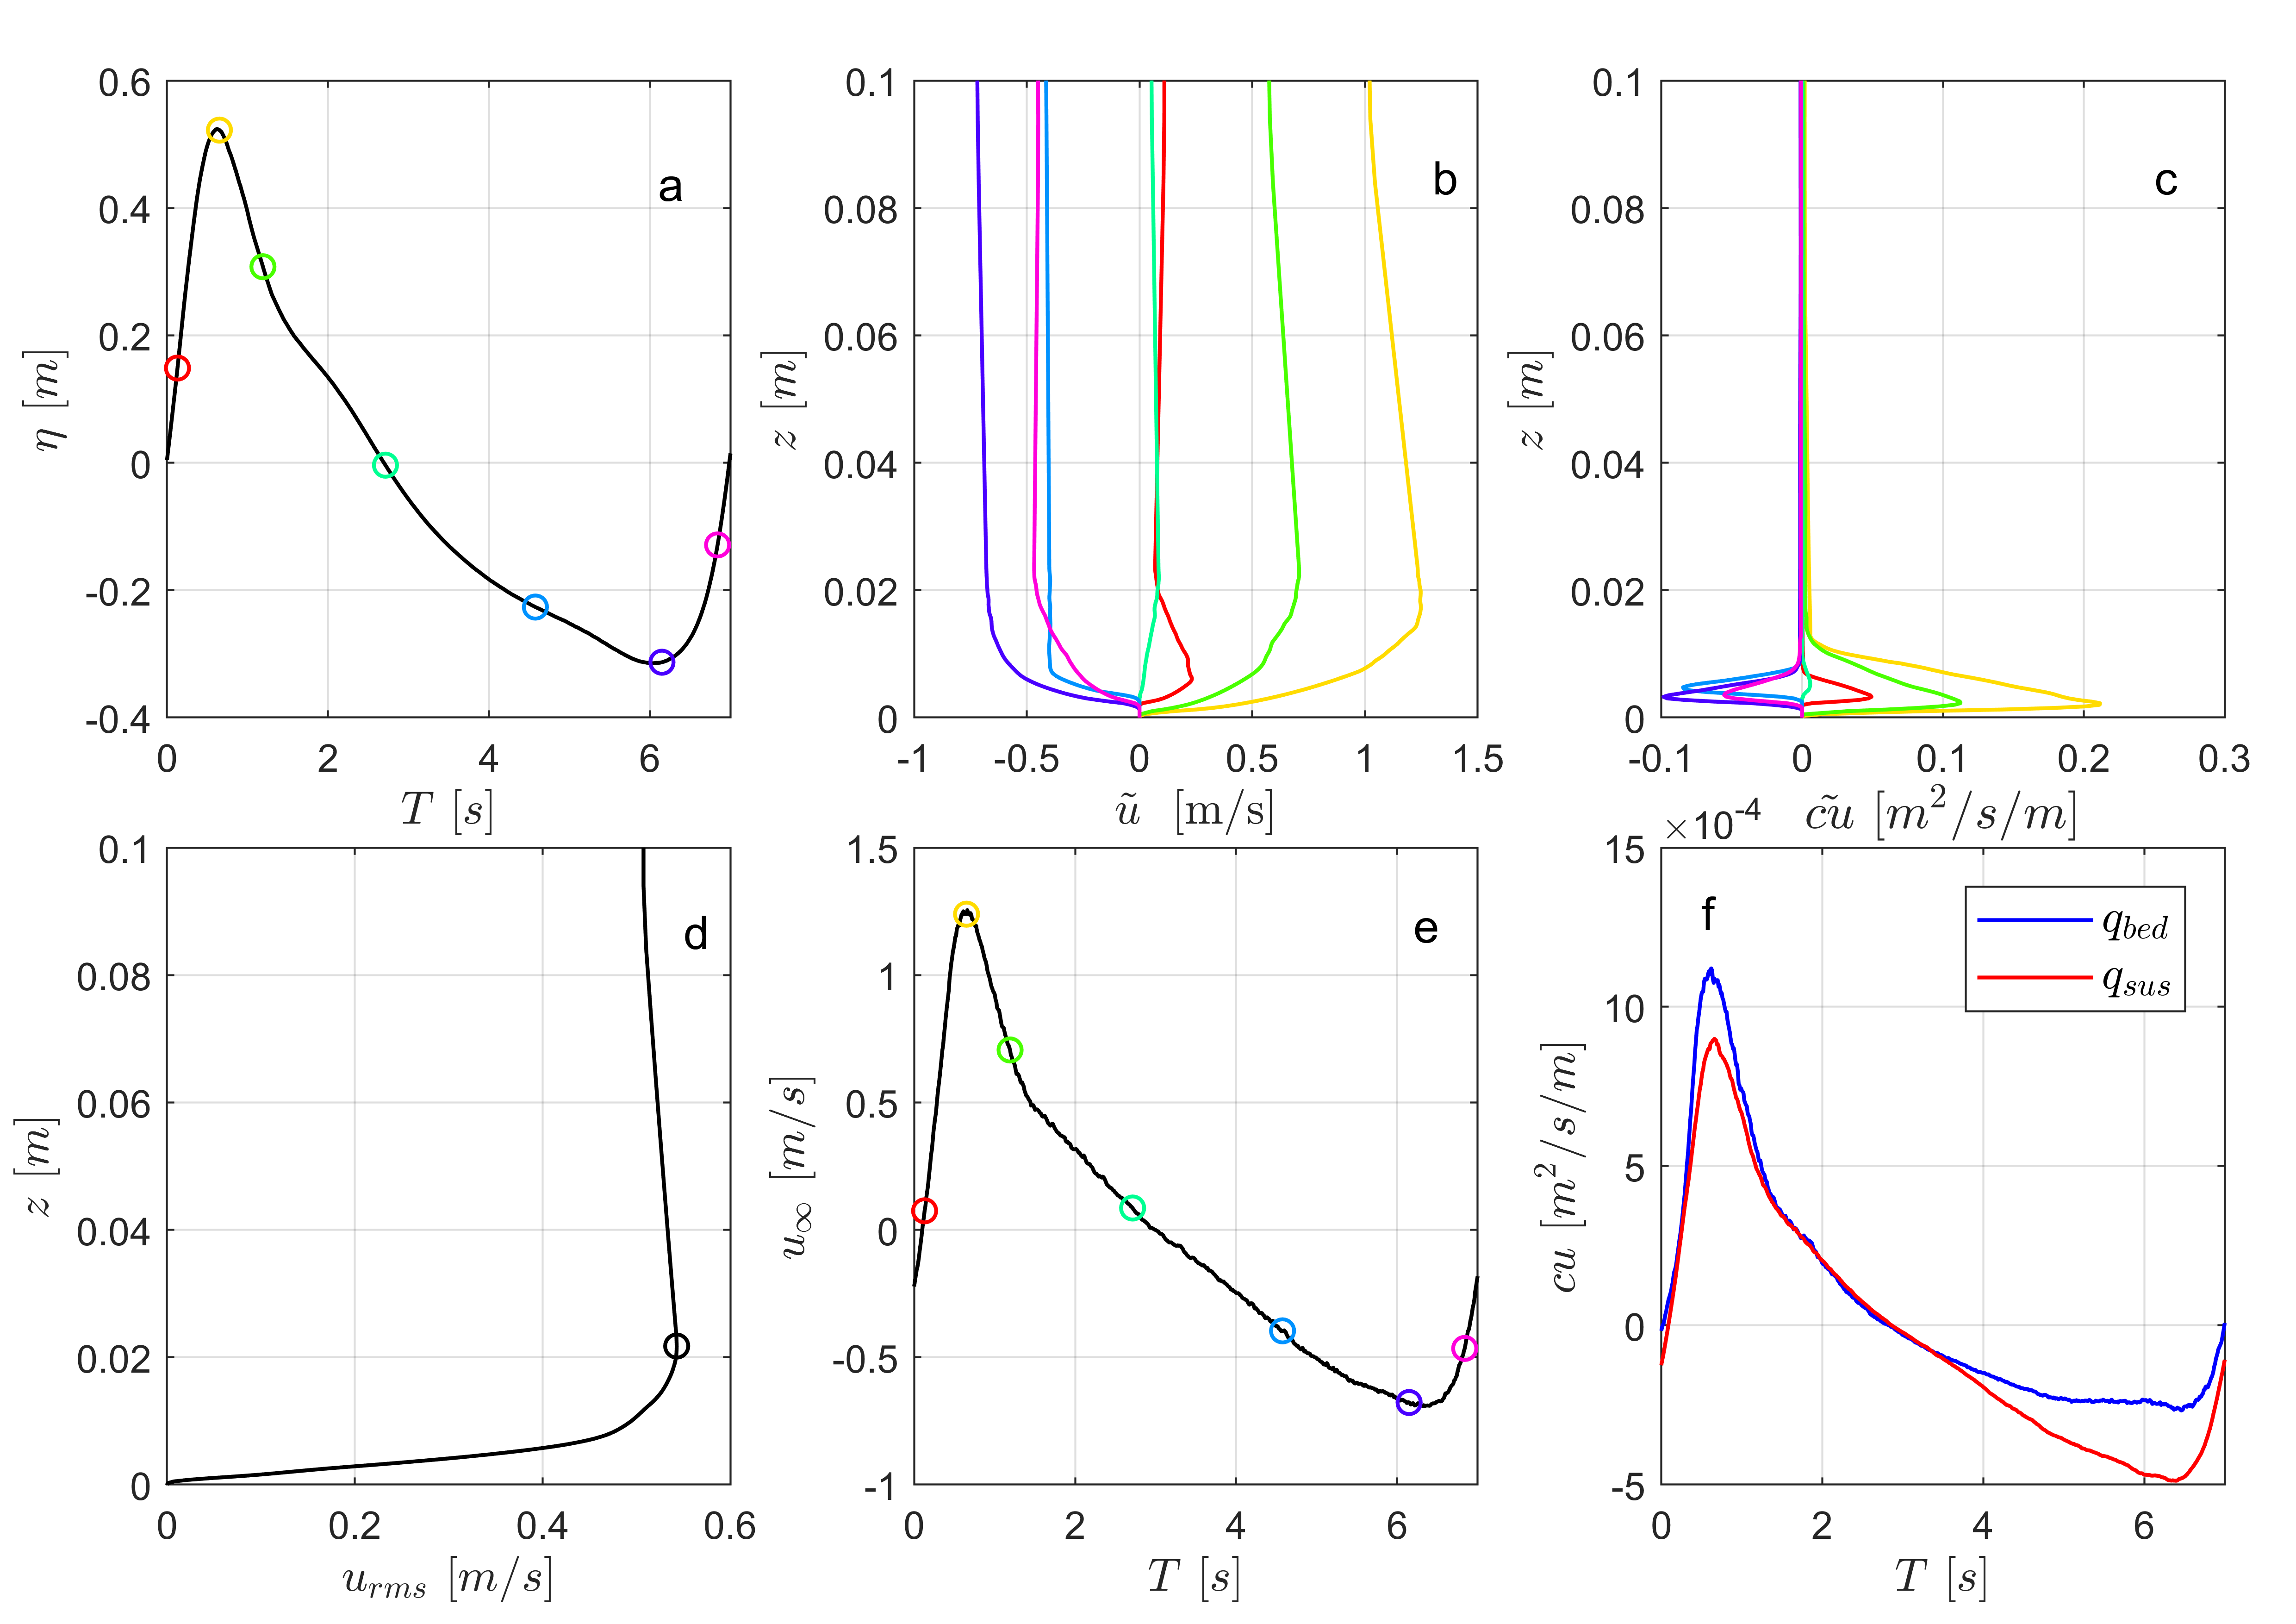 0.6
0.4
0.2
0
-0.2
-0.4
0 2 4 6
T [s]
η [m]
a
0.1
0.08
0.06
0.04
0.02
0
-1 -0.5 0 0.5 1 1.5
ũ [m/s]
z [m]
b
0.1
0.08
0.06
0.04
0.02
0
-0.1 0 0.1 0.2 0.3
cũ [m²/s/m]
z [m]
c
0.1
0.08
0.06
0.04
0.02
0
0 0.2 0.4 0.6
u_rms [m/s]
z [m]
d
1.5
1
0.5
0
-0.5
-1
0 2 4 6
T [s]
u∞ [m/s]
e
×10⁻⁴
15
10
5
0
-5
0 2 4 6
T [s]
cu [m²/s/m]
f
q_bed
q_sus